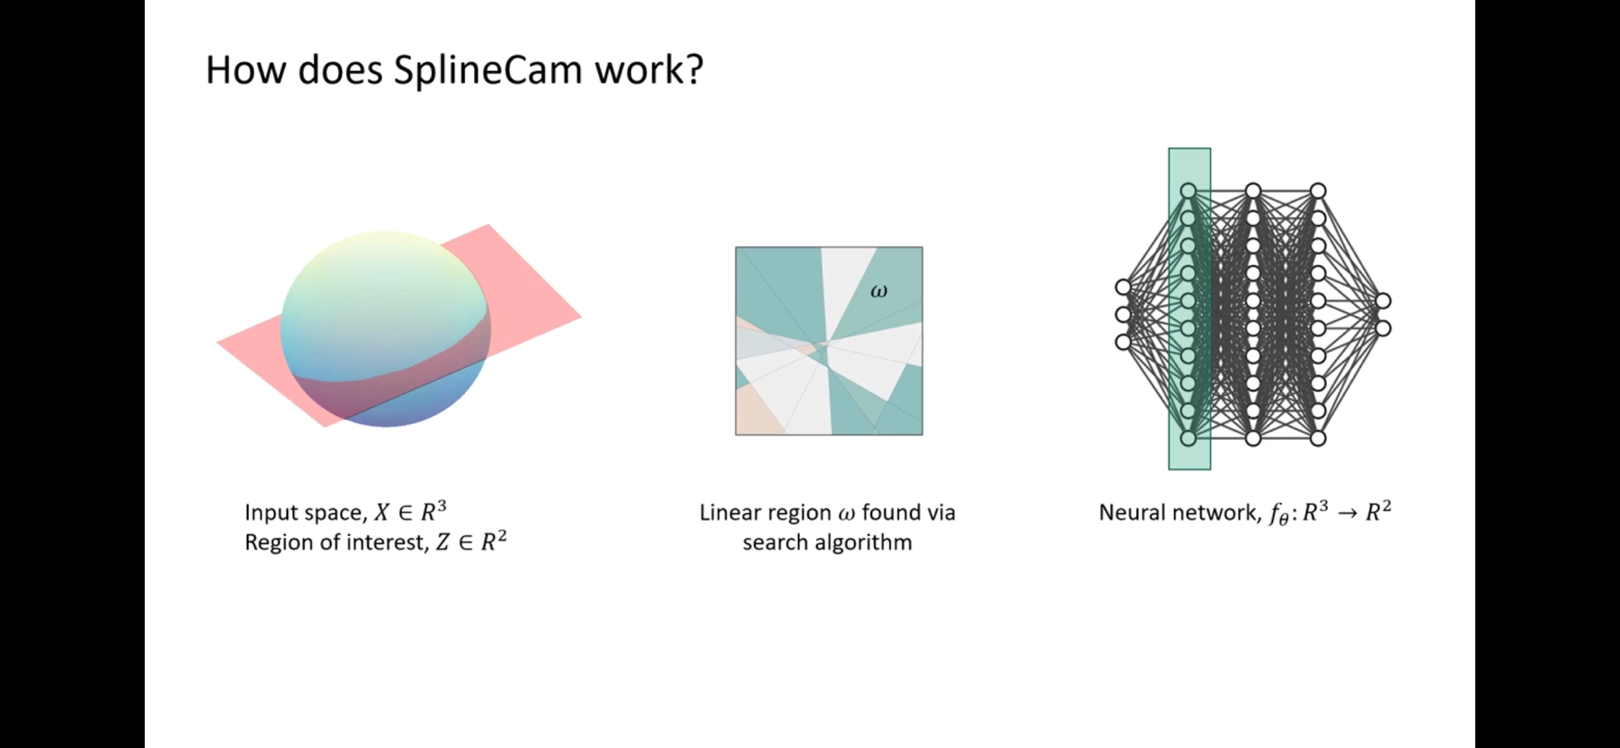 How does SplineCam work?
ω
Input space, X ∈ R³
Region of interest, Z ∈ R²
Linear region ω found via
search algorithm
Neural network, f_θ: R³ → R²